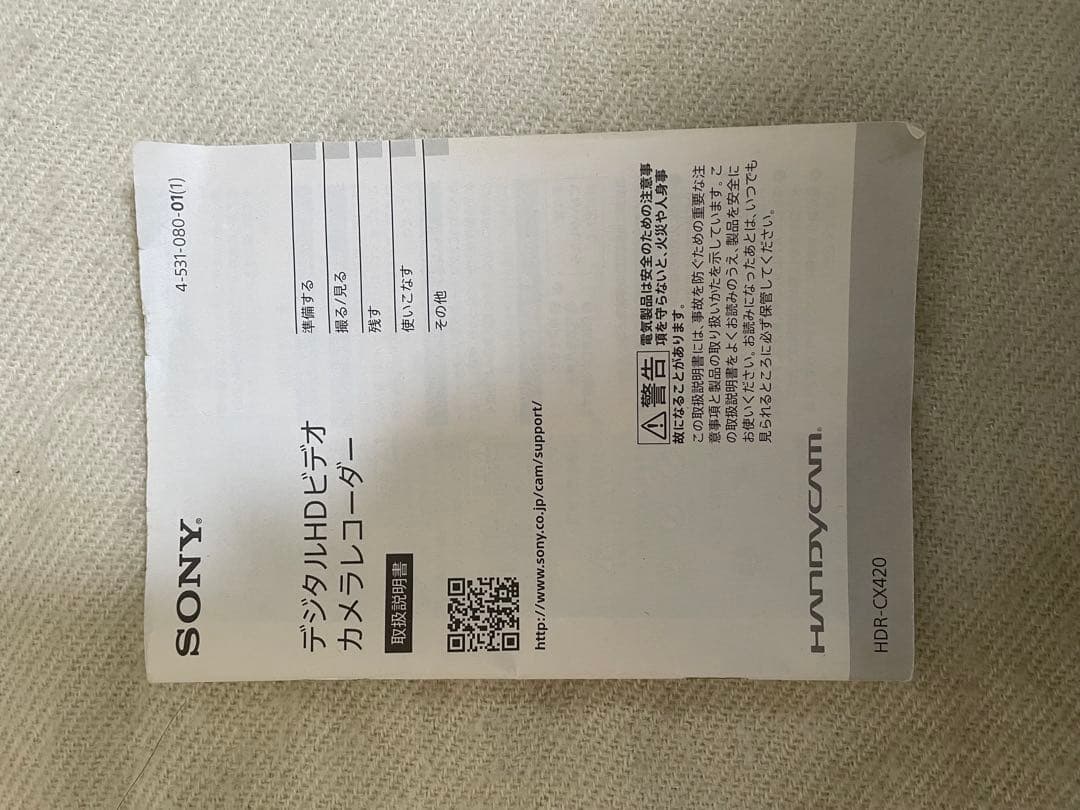 4-531-080-01(1)
SONY®
デジタルHDビデオ
カメラレコーダー
取扱説明書
準備する
撮る/見る
残す
使いこなす
その他
http://www.sony.co.jp/cam/support/
警告
電気製品は安全のための注意事
項を守らないと、火災や人身事
故になることがあります。
この取扱説明書には、事故を防ぐための重要な注
意事項と製品の取り扱いかたを示しています。こ
の取扱説明書をよくお読みのうえ、製品を安全に
お使いください。お読みになったあとは、いつでも
見られるところに必ず保管してください。
HANDYCAM®
HDR-CX420